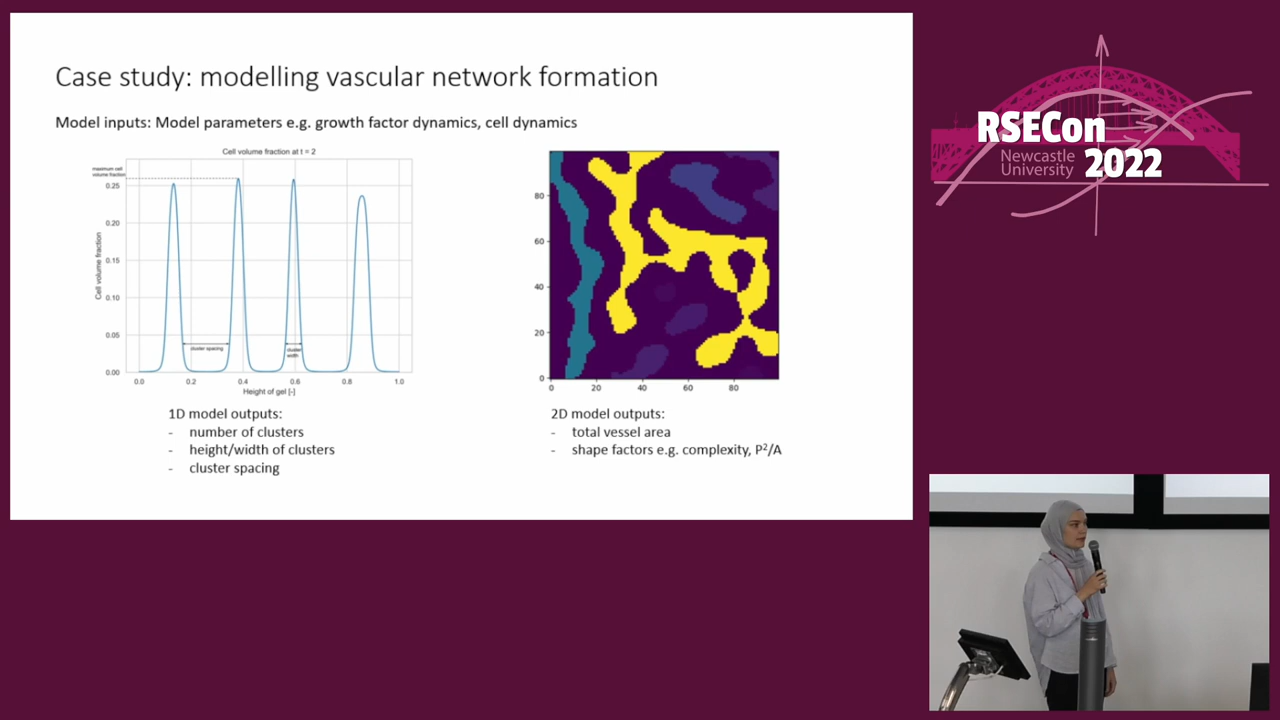 Case study: modelling vascular network formation
Model inputs: Model parameters e.g. growth factor dynamics, cell dynamics
Cell volume fraction at t = 2
maximum cell
volume fraction
0.25
0.20
0.15
0.10
0.05
0.00
Cell volume fraction
cluster spacing
cluster
width
0.0
0.2
0.4
0.6
0.8
1.0
Height of gel [-]
80
60
40
20
0
0
20
40
60
80
1D model outputs:
- number of clusters
- height/width of clusters
- cluster spacing
2D model outputs:
- total vessel area
- shape factors e.g. complexity, P²/A
RSECon
Newcastle
University
2022